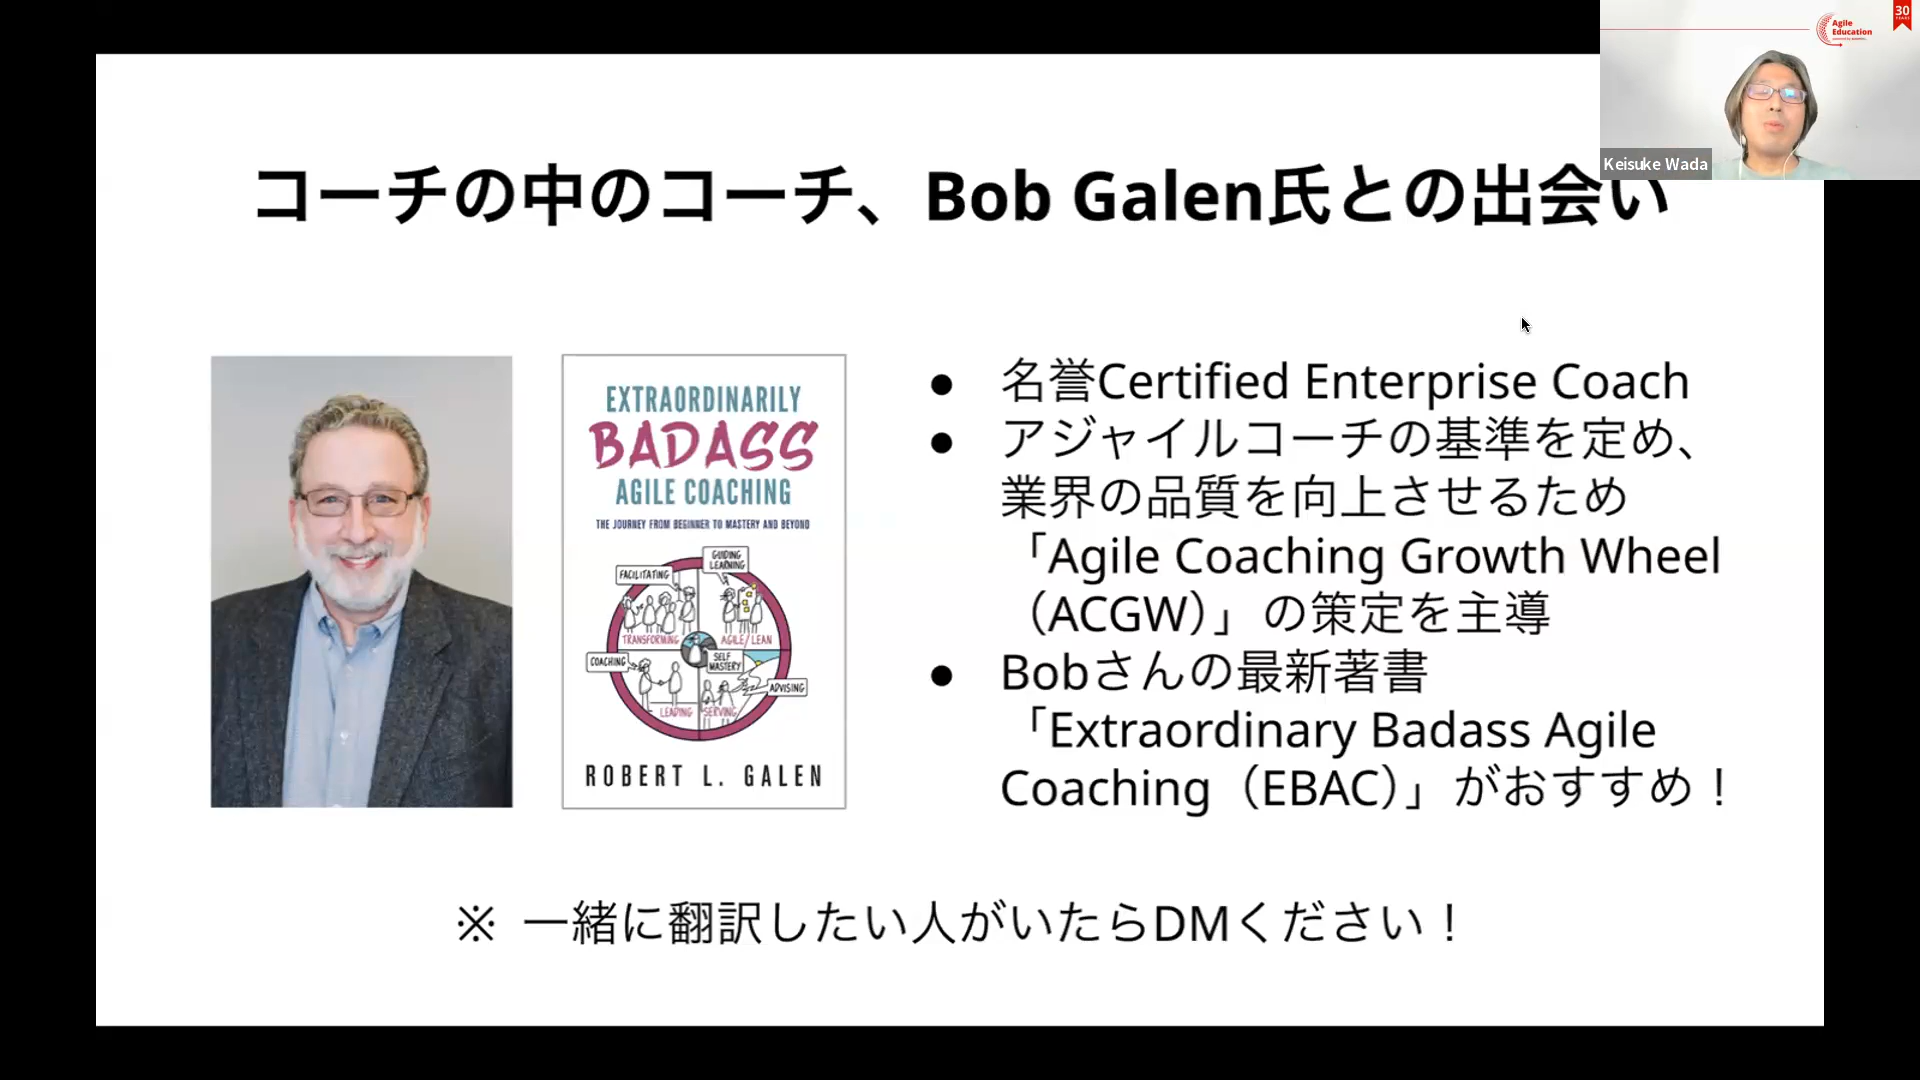 30
Agile
Education
Keisuke Wada
コーチの中のコーチ、Bob Galen氏との出会い
EXTRAORDINARILY
BADASS
AGILE COACHING
THE JOURNEY FROM BEGINNER TO MASTERY AND BEYOND
GUIDING
LEARNING
FACILITATING
TRANSFORMING
AGILE/LEAN
COACHING
SELF
MASTERY
ADVISING
LEADING
SERVING
ROBERT L. GALEN
● 名誉Certified Enterprise Coach
● アジャイルコーチの基準を定め、
業界の品質を向上させるため
「Agile Coaching Growth Wheel
（ACGW）」の策定を主導
● Bobさんの最新著書
「Extraordinary Badass Agile
Coaching（EBAC）」がおすすめ！
※ 一緒に翻訳したい人がいたらDMください！